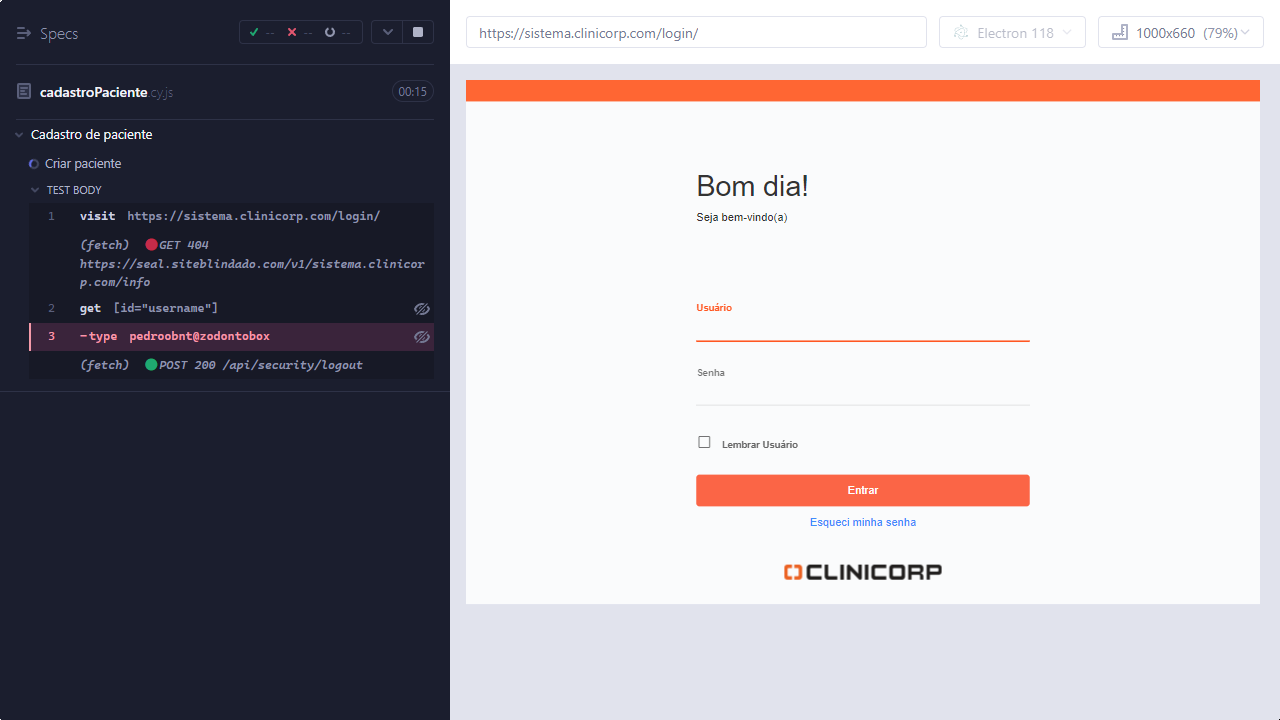 Specs
-- -- --
cadastroPaciente.cy.js 00:15
Cadastro de paciente
Criar paciente
TEST BODY
1 visit https://sistema.clinicorp.com/login/
(fetch) GET 404
https://seal.siteblindado.com/v1/sistema.clinicor
p.com/info
2 get [id="username"]
3 -type pedroobnt@zodontobox
(fetch) POST 200 /api/security/logout
https://sistema.clinicorp.com/login/
Electron 118
1000x660 (79%)
Bom dia!
Seja bem-vindo(a)
Usuário
Senha
Lembrar Usuário
Entrar
Esqueci minha senha
CLINICORP